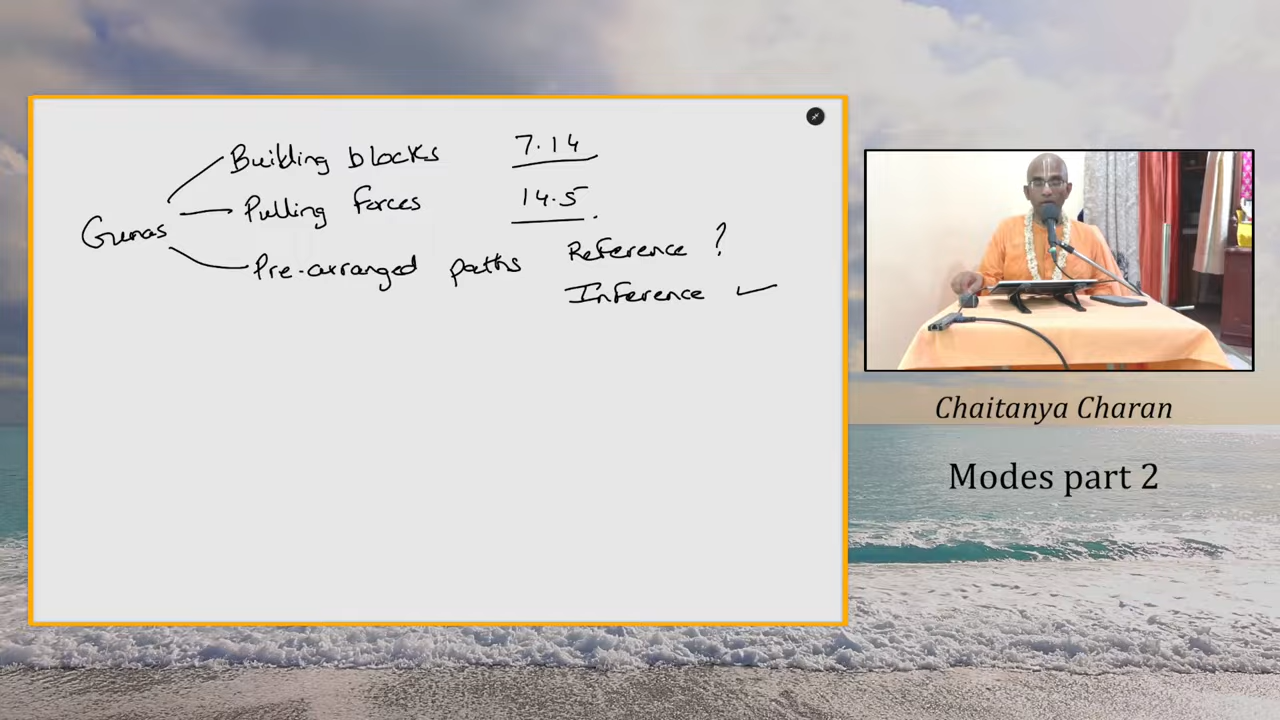 Building blocks 7.14
Pulling forces 14.5.
Gunas
Pre-arranged paths Reference ?
Inference ✓
Chaitanya Charan
Modes part 2